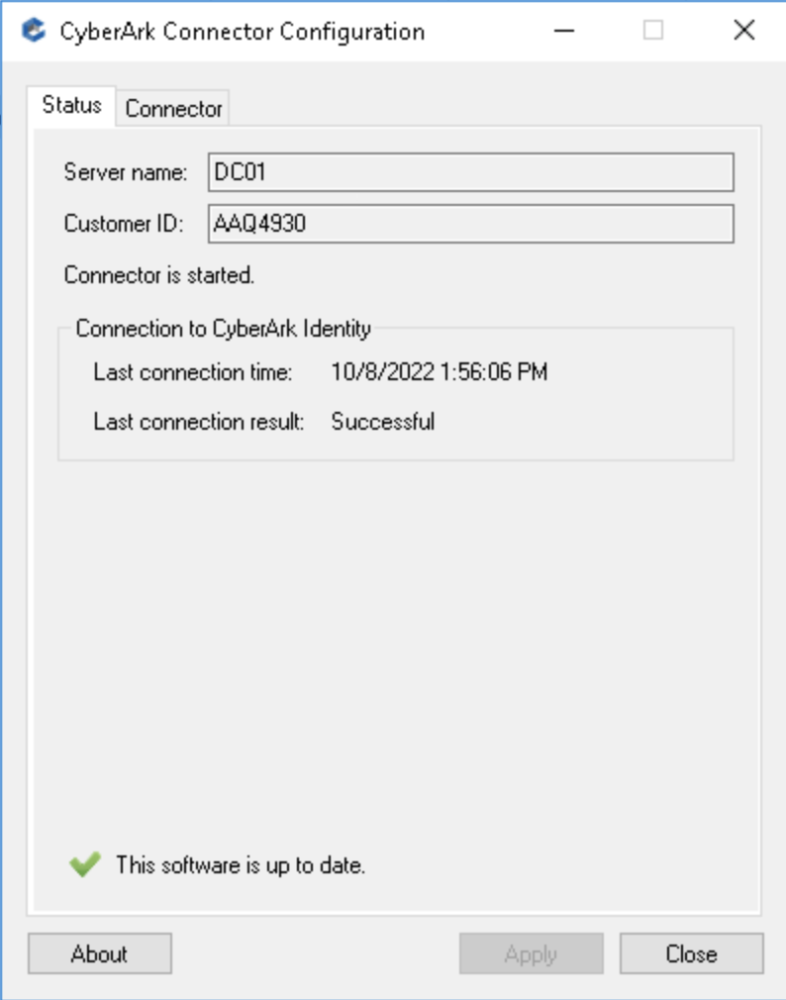 CyberArk Connector Configuration
Status Connector
Server name: DC01
Customer ID: AAQ4930
Connector is started.
Connection to CyberArk Identity
Last connection time: 10/8/2022 1:56:06 PM
Last connection result: Successful
This software is up to date.
About Apply Close